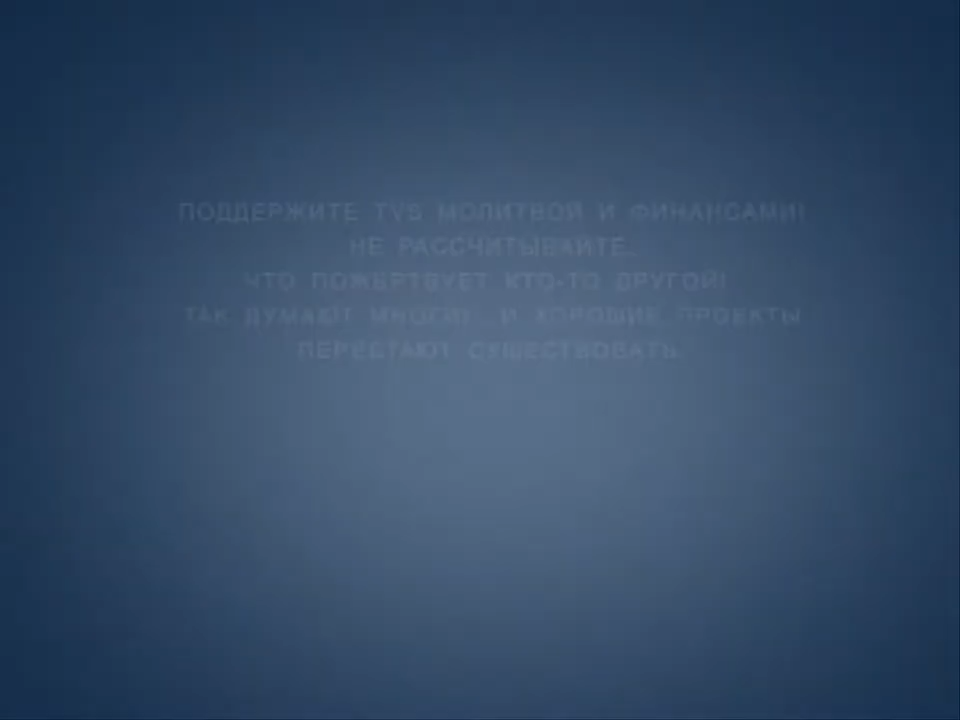 ПОДДЕРЖИТЕ TVS МОЛИТВОЙ И ФИНАНСАМИ!
НЕ РАССЧИТЫВАЙТЕ,
ЧТО ПОЖЕРТВУЕТ КТО-ТО ДРУГОЙ!
ТАК ДУМАЮТ МНОГИЕ, И ХОРОШИЕ ПРОЕКТЫ
ПЕРЕСТАЮТ СУЩЕСТВОВАТЬ.